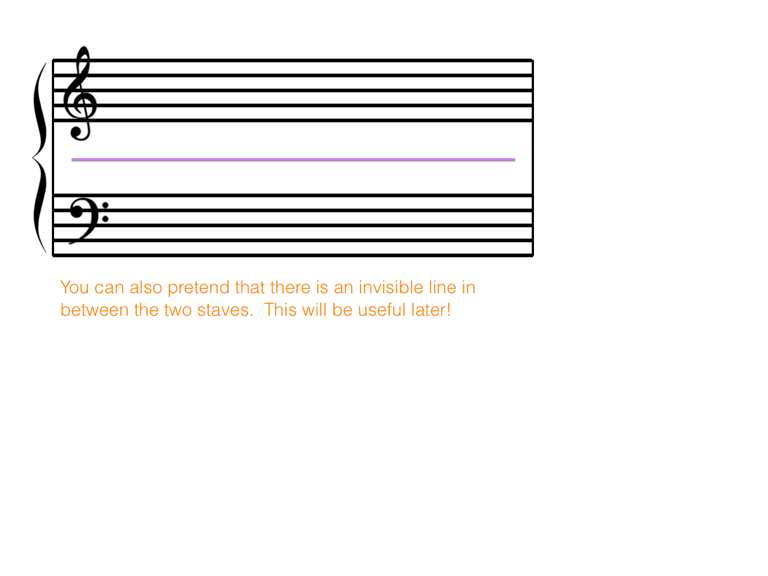 You can also pretend that there is an invisible line in
between the two staves.  This will be useful later!